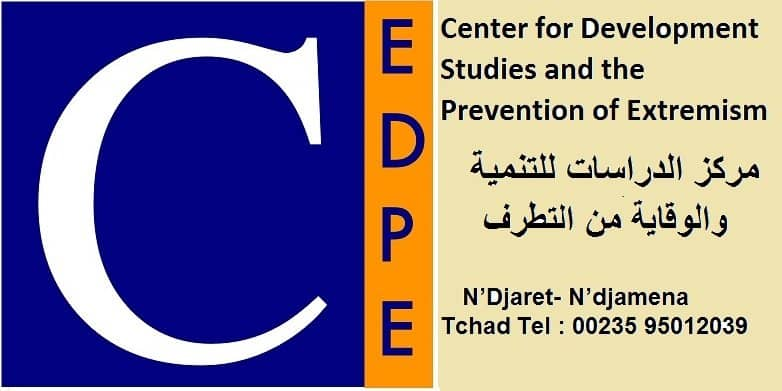 C
E
D
P
E
Center for Development
Studies and the
Prevention of Extremism
مركز الدراسات للتنمية
والوقاية من التطرف
N’Djaret- N’djamena
Tchad Tel : 00235 95012039